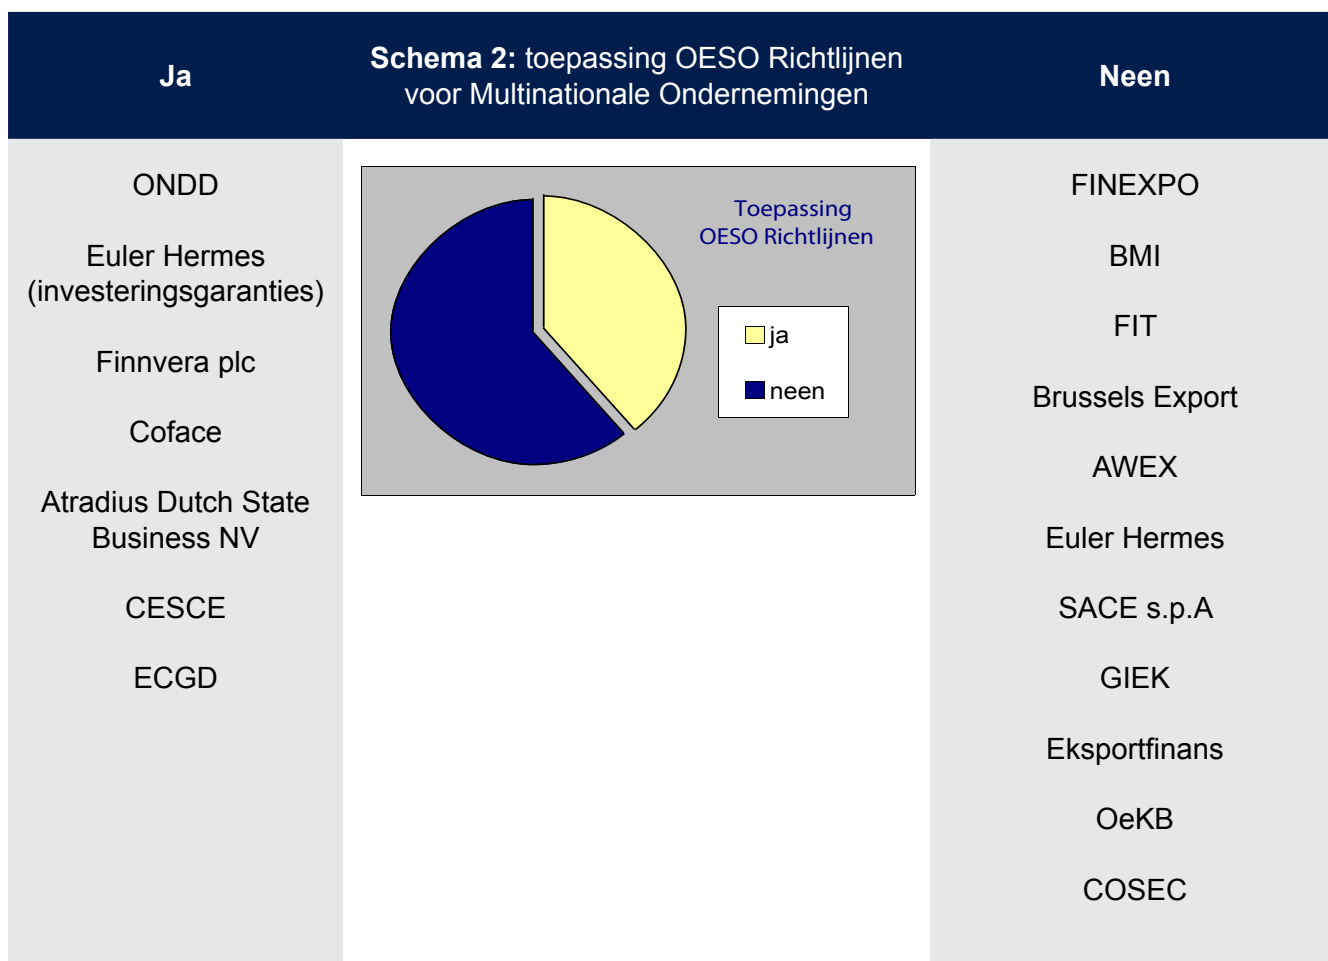 Ja
Schema 2: toepassing OESO Richtlijnen
voor Multinationale Ondernemingen
Neen
ONDD
Euler Hermes
(investeringsgaranties)
Finnvera plc
Coface
Atradius Dutch State
Business NV
CESCE
ECGD
Toepassing
OESO Richtlijnen
ja
neen
FINEXPO
BMI
FIT
Brussels Export
AWEX
Euler Hermes
SACE s.p.A
GIEK
Eksportfinans
OeKB
COSEC